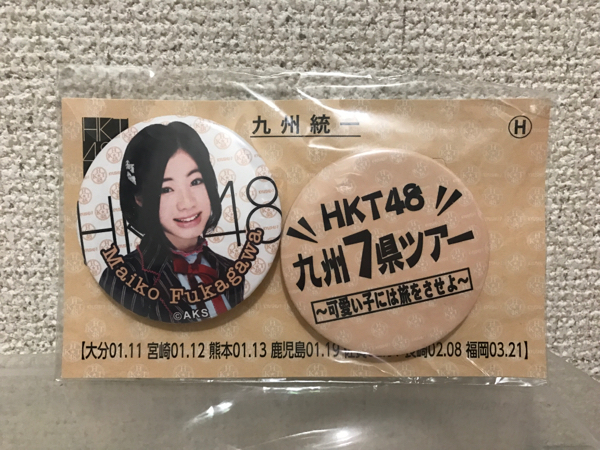 HKT
48
九州統一
H
HKT48
Maiko Fukagawa
©AKS
HKT48
九州7県ツアー
〜可愛い子には旅をさせよ〜
【大分01.11 宮崎01.12 熊本01.13 鹿児島01.19 02.08 福岡03.21】